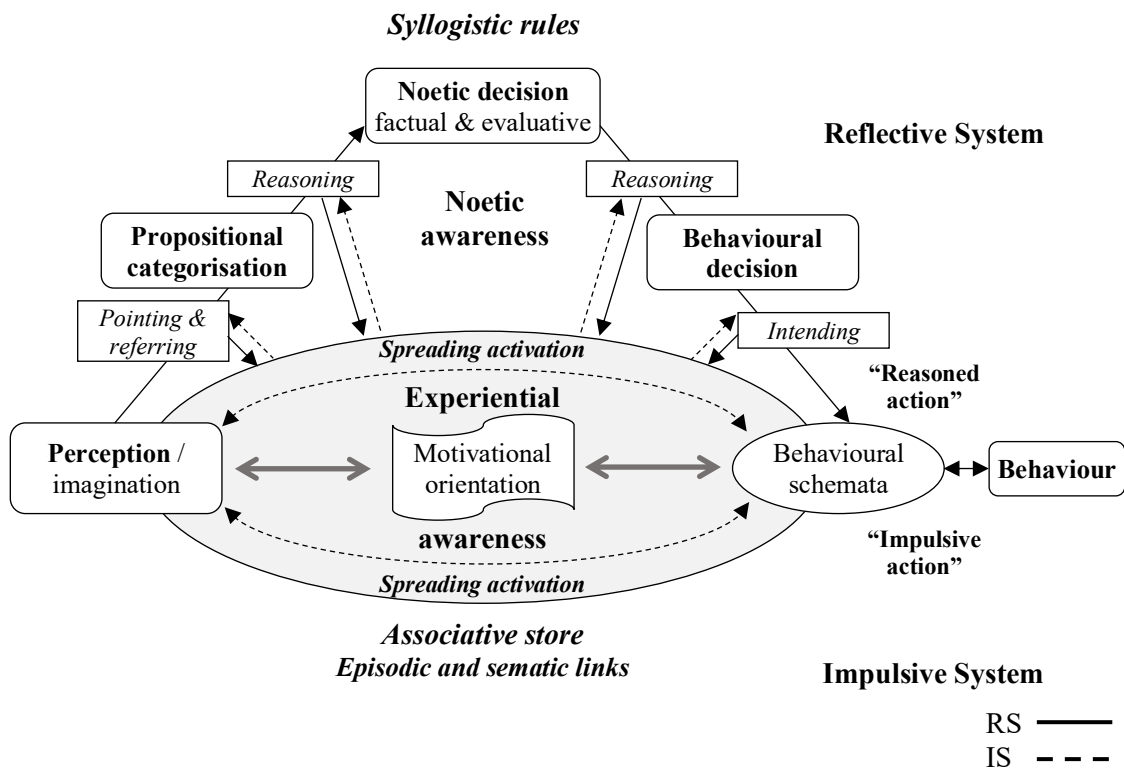 Syllogistic rules
Noetic decision
factual & evaluative
Reflective System
Reasoning
Reasoning
Noetic
awareness
Propositional
categorisation
Behavioural
decision
Pointing &
referring
Intending
Spreading activation
"Reasoned
action"
Experiential
Perception /
imagination
Motivational
orientation
Behavioural
schemata
Behaviour
awareness
"Impulsive
action"
Spreading activation
Associative store
Episodic and sematic links
Impulsive System
RS
IS